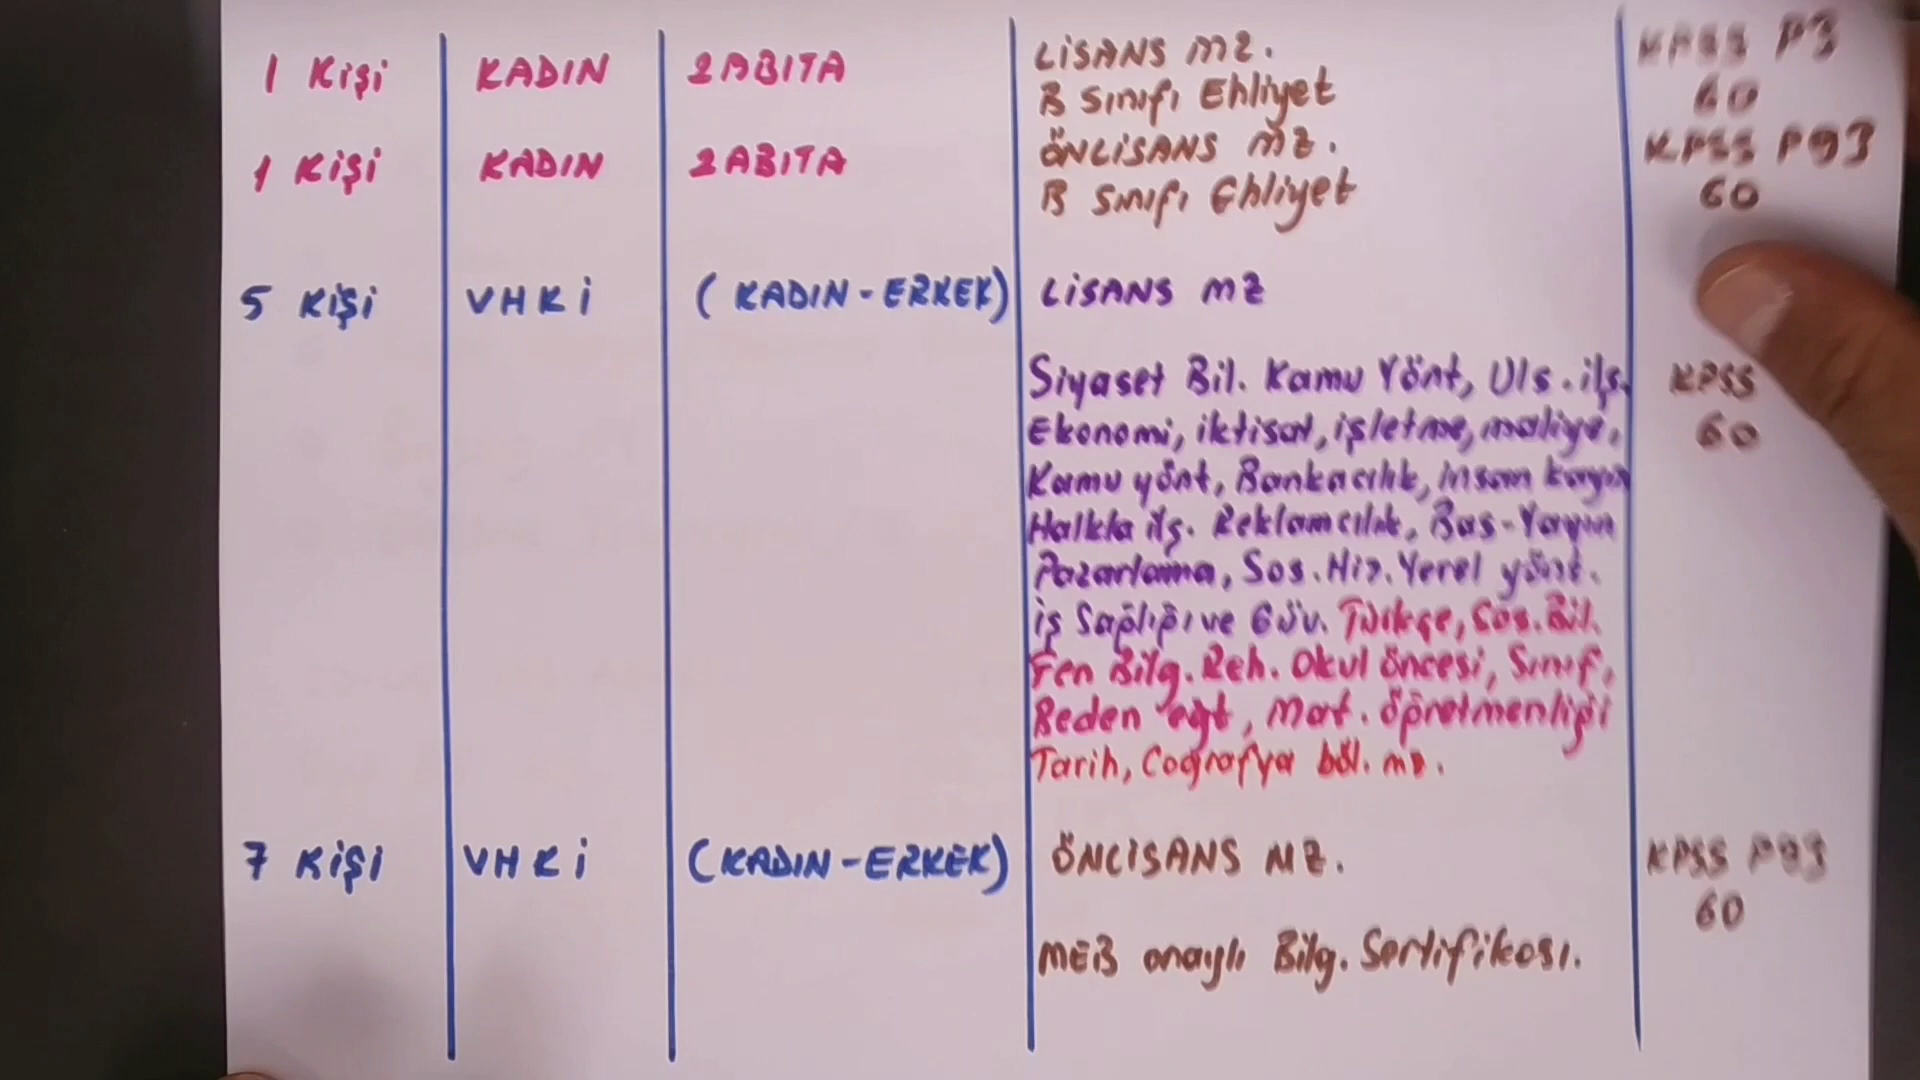 1 Kişi KADIN ZABITA LİSANS MZ. KPSS P3
B Sınıfı Ehliyet 60
1 Kişi KADIN ZABITA ÖNLİSANS MZ. KPSS P93
B Sınıfı Ehliyet 60
5 Kişi VHKİ (KADIN-ERKEK) LİSANS MZ
Siyaset Bil. Kamu Yönt, Uls. ilş. KPSS
Ekonomi, iktisat, işletme, maliye, 60
Kamu yönt, Bankacılık, insan kayn
Halkla ilş. Reklamcılık, Bas-Yayın
Pazarlama, Sos. Hiz. Yerel yönt.
iş Sağlığı ve Güv. Türkçe, Sos. Bil.
Fen Bilg. Reh. Okul öncesi, Sınıf,
Beden eğt, Mat. öğretmenliği
Tarih, Coğrafya böl. mz.
7 Kişi VHKİ (KADIN-ERKEK) ÖNLİSANS MZ. KPSS P93
60
MEB onaylı Bilg. Sertifikası.